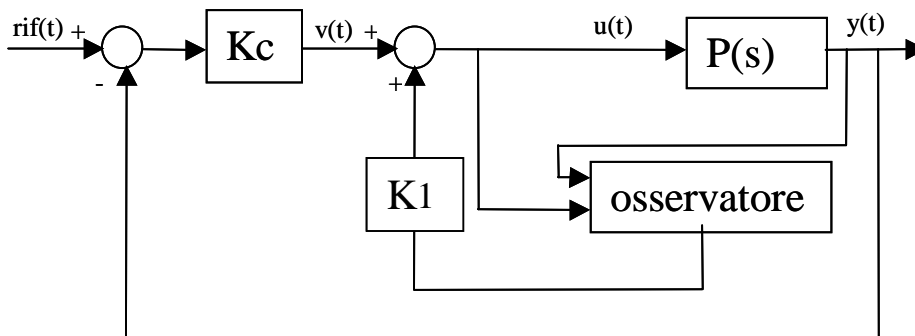 rif(t) + Kc v(t) + u(t) P(s) y(t)
-
+
K1
osservatore